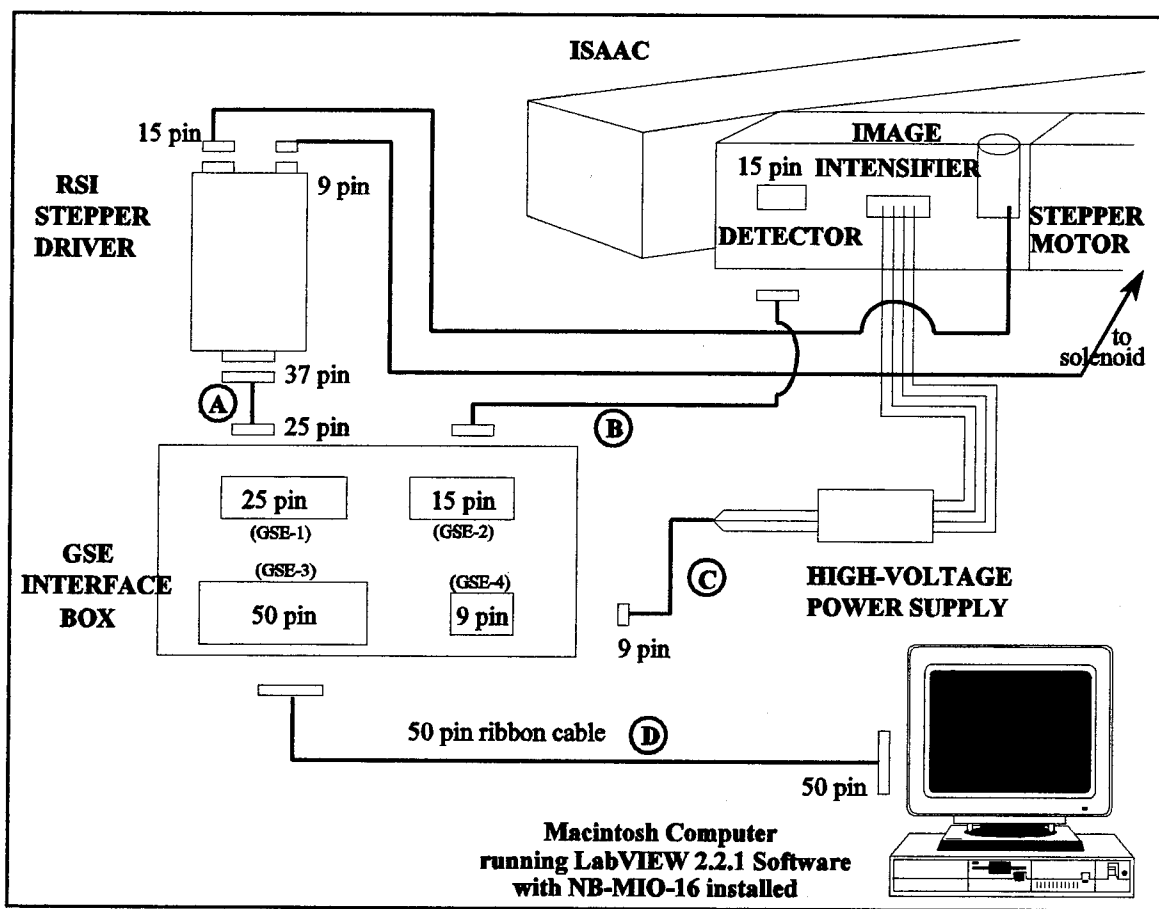 ISAAC
15 pin
9 pin
RSI
STEPPER
DRIVER
IMAGE
INTENSIFIER
15 pin
DETECTOR
STEPPER
MOTOR
to
solenoid
37 pin
A
25 pin
B
25 pin
(GSE-1)
15 pin
(GSE-2)
GSE
INTERFACE
BOX
(GSE-3)
50 pin
(GSE-4)
9 pin
C
9 pin
HIGH-VOLTAGE
POWER SUPPLY
50 pin ribbon cable
D
50 pin
Macintosh Computer
running LabVIEW 2.2.1 Software
with NB-MIO-16 installed